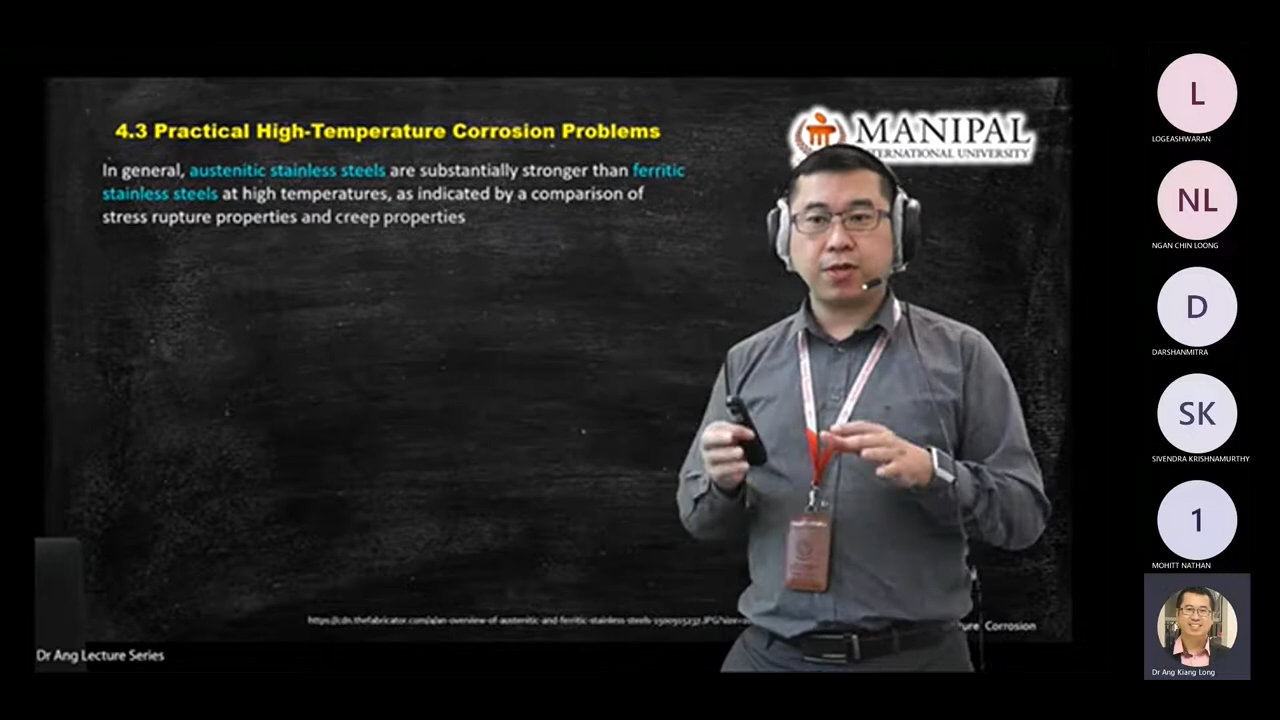 4.3 Practical High-Temperature Corrosion Problems
MANIPAL
TERNATIONAL UNIVERSITY
In general, austenitic stainless steels are substantially stronger than ferritic
stainless steels at high temperatures, as indicated by a comparison of
stress rupture properties and creep properties
Corrosion
Dr Ang Lecture Series
L
LOGEASHWARAN
NL
NGAN CHIN LOONG
D
DARSHANMITRA
SK
SIVENDRA KRISHNAMURTHY
1
MOHITT NATHAN
Dr Ang Kiang Long